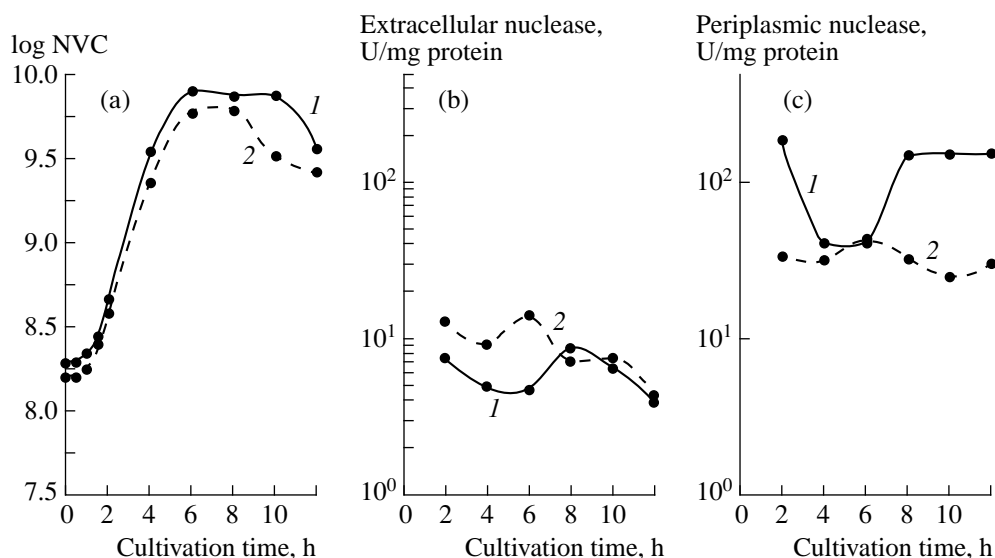 log NVC
10.0
9.5
9.0
8.5
8.0
7.5
(a)
1
2
0 2 4 6 8 10
Cultivation time, h
Extracellular nuclease,
U/mg protein
10²
10¹
10⁰
(b)
2
1
0 2 4 6 8 10
Cultivation time, h
Periplasmic nuclease,
U/mg protein
10²
10¹
10⁰
(c)
1
2
0 2 4 6 8 10
Cultivation time, h